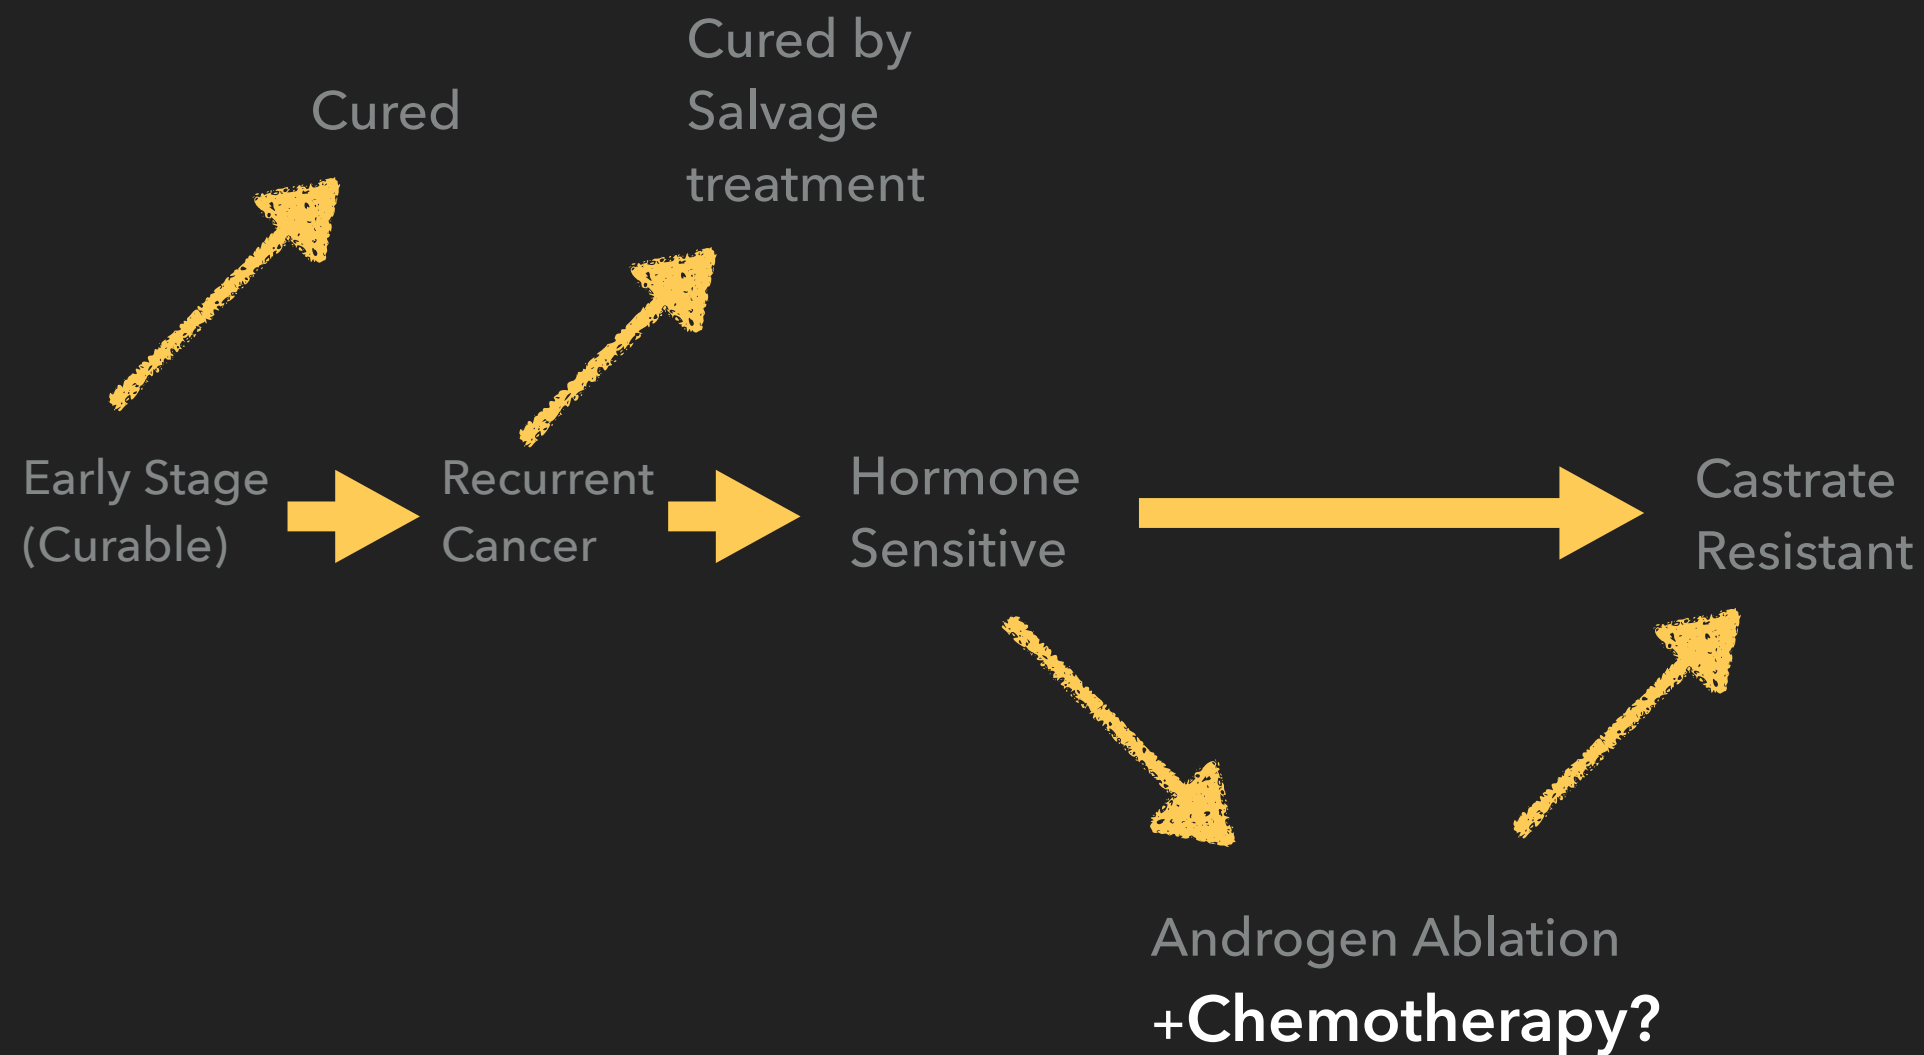 Cured
Cured by
Salvage
treatment
Early Stage
(Curable)
Recurrent
Cancer
Hormone
Sensitive
Castrate
Resistant
Androgen Ablation
+Chemotherapy?